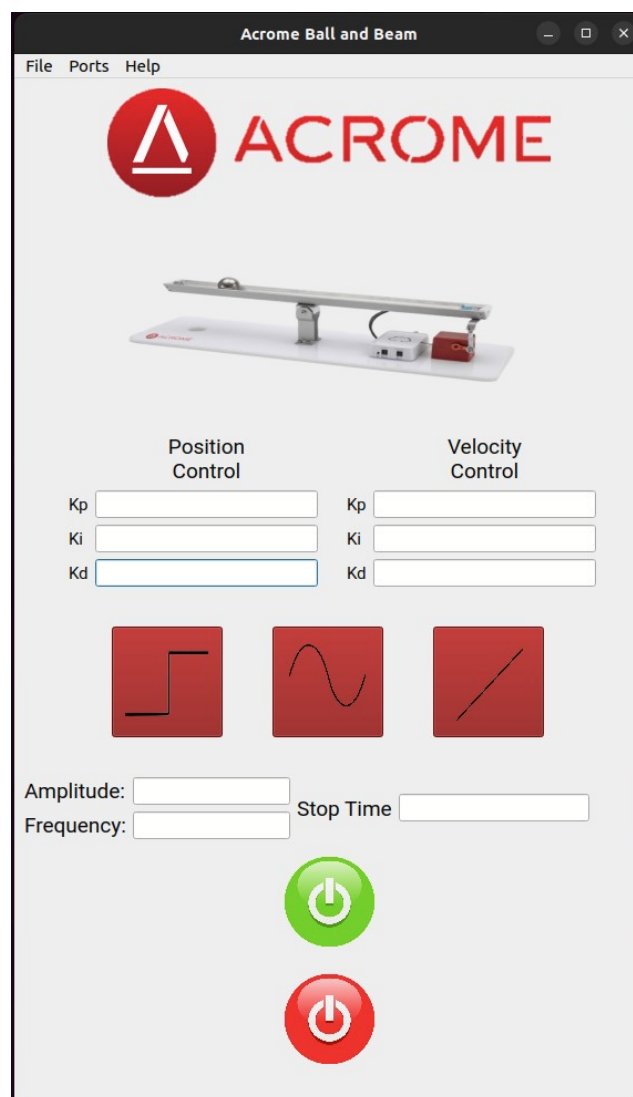 Acrome Ball and Beam
File Ports Help
ACROME
ACROME
Position
Control
Velocity
Control
Kp
Kp
Ki
Ki
Kd
Kd
Amplitude:
Stop Time
Frequency: